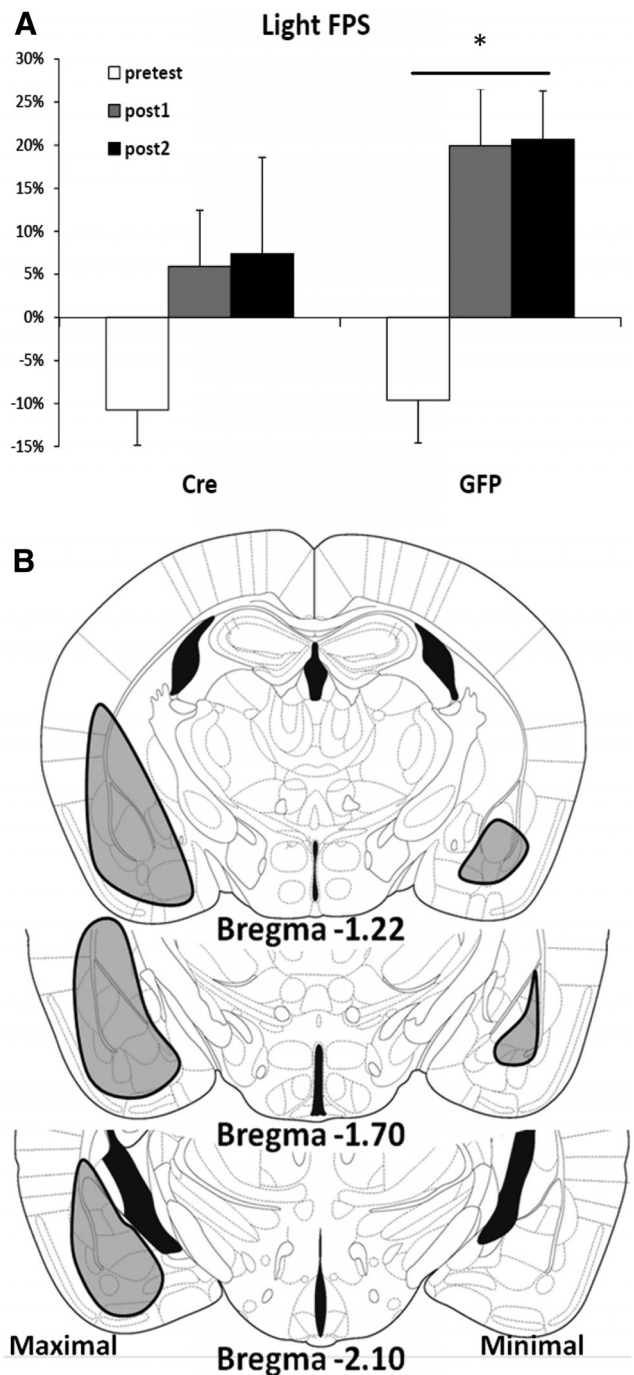 A
Light FPS
30%
25%
20%
15%
10%
5%
0%
-5%
-10%
-15%
pretest
post1
post2
*
Cre GFP
B
Bregma -1.22
Bregma -1.70
Maximal Minimal
Bregma -2.10